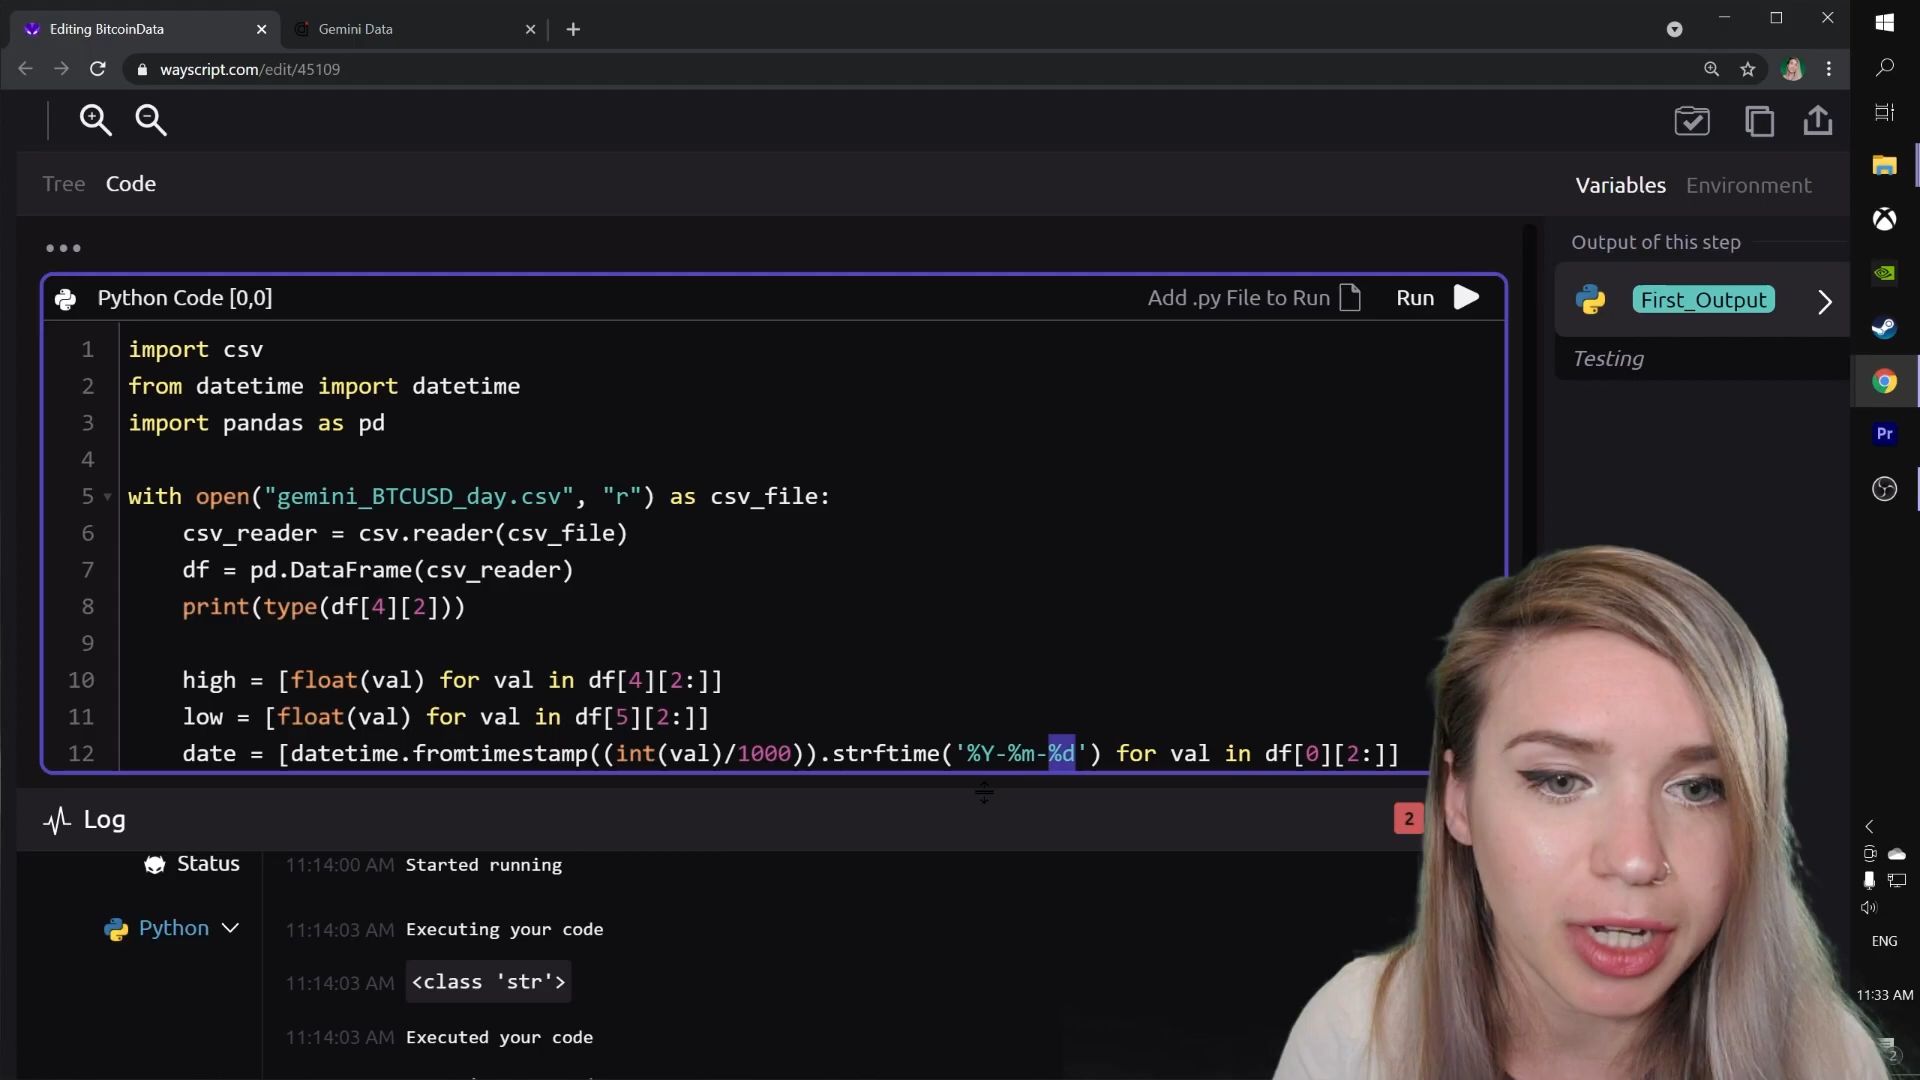 Editing BitcoinData
Gemini Data
wayscript.com/edit/45109
Tree Code
Variables Environment
Output of this step
Python Code [0,0]
Add .py File to Run
Run
First_Output
Testing
1 import csv
2 from datetime import datetime
3 import pandas as pd
4
5 with open("gemini_BTCUSD_day.csv", "r") as csv_file:
6 csv_reader = csv.reader(csv_file)
7 df = pd.DataFrame(csv_reader)
8 print(type(df[4][2]))
9
10 high = [float(val) for val in df[4][2:]]
11 low = [float(val) for val in df[5][2:]]
12 date = [datetime.fromtimestamp((int(val)/1000)).strftime('%Y-%m-%d') for val in df[0][2:]]
Log
2
Status
11:14:00 AM Started running
Python
11:14:03 AM Executing your code
11:14:03 AM <class 'str'>
11:14:03 AM Executed your code
Pr
ENG
11:33 AM
2